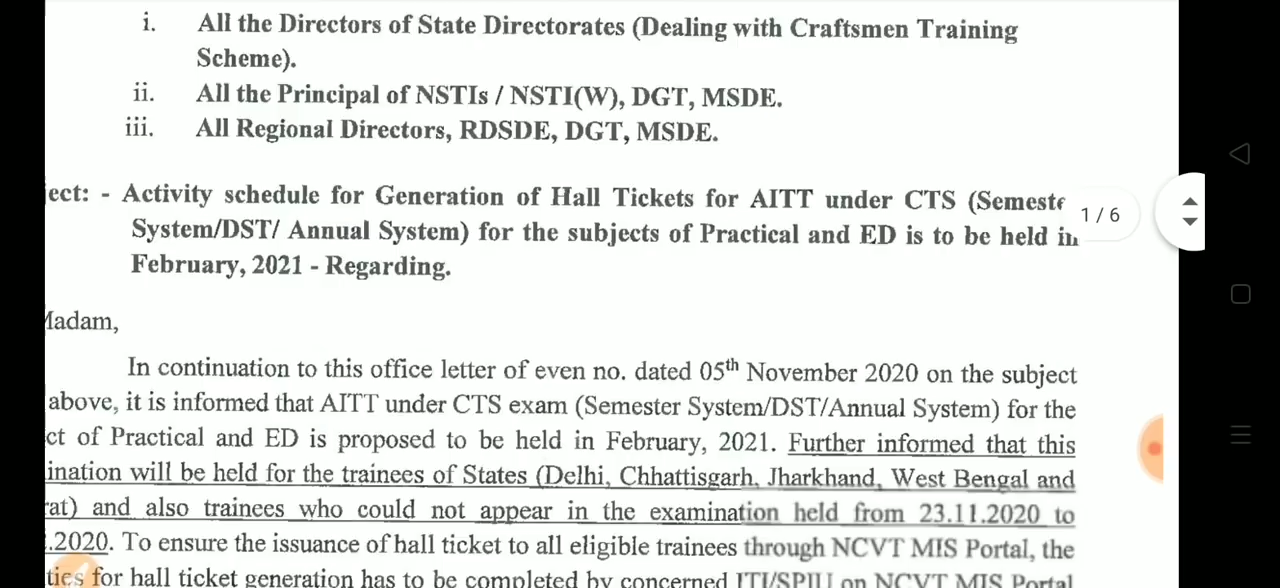 i. All the Directors of State Directorates (Dealing with Craftsmen Training
Scheme).
ii. All the Principal of NSTIs / NSTI(W), DGT, MSDE.
iii. All Regional Directors, RDSDE, DGT, MSDE.
ect: - Activity schedule for Generation of Hall Tickets for AITT under CTS (Semeste
1 / 6
System/DST/ Annual System) for the subjects of Practical and ED is to be held in
February, 2021 - Regarding.
Madam,
In continuation to this office letter of even no. dated 05th November 2020 on the subject
above, it is informed that AITT under CTS exam (Semester System/DST/Annual System) for the
ct of Practical and ED is proposed to be held in February, 2021. Further informed that this
ination will be held for the trainees of States (Delhi, Chhattisgarh, Jharkhand, West Bengal and
rat) and also trainees who could not appear in the examination held from 23.11.2020 to
.2020. To ensure the issuance of hall ticket to all eligible trainees through NCVT MIS Portal, the
ties for hall ticket generation has to be completed by concerned ITI/SPIU on NCVT MIS Portal